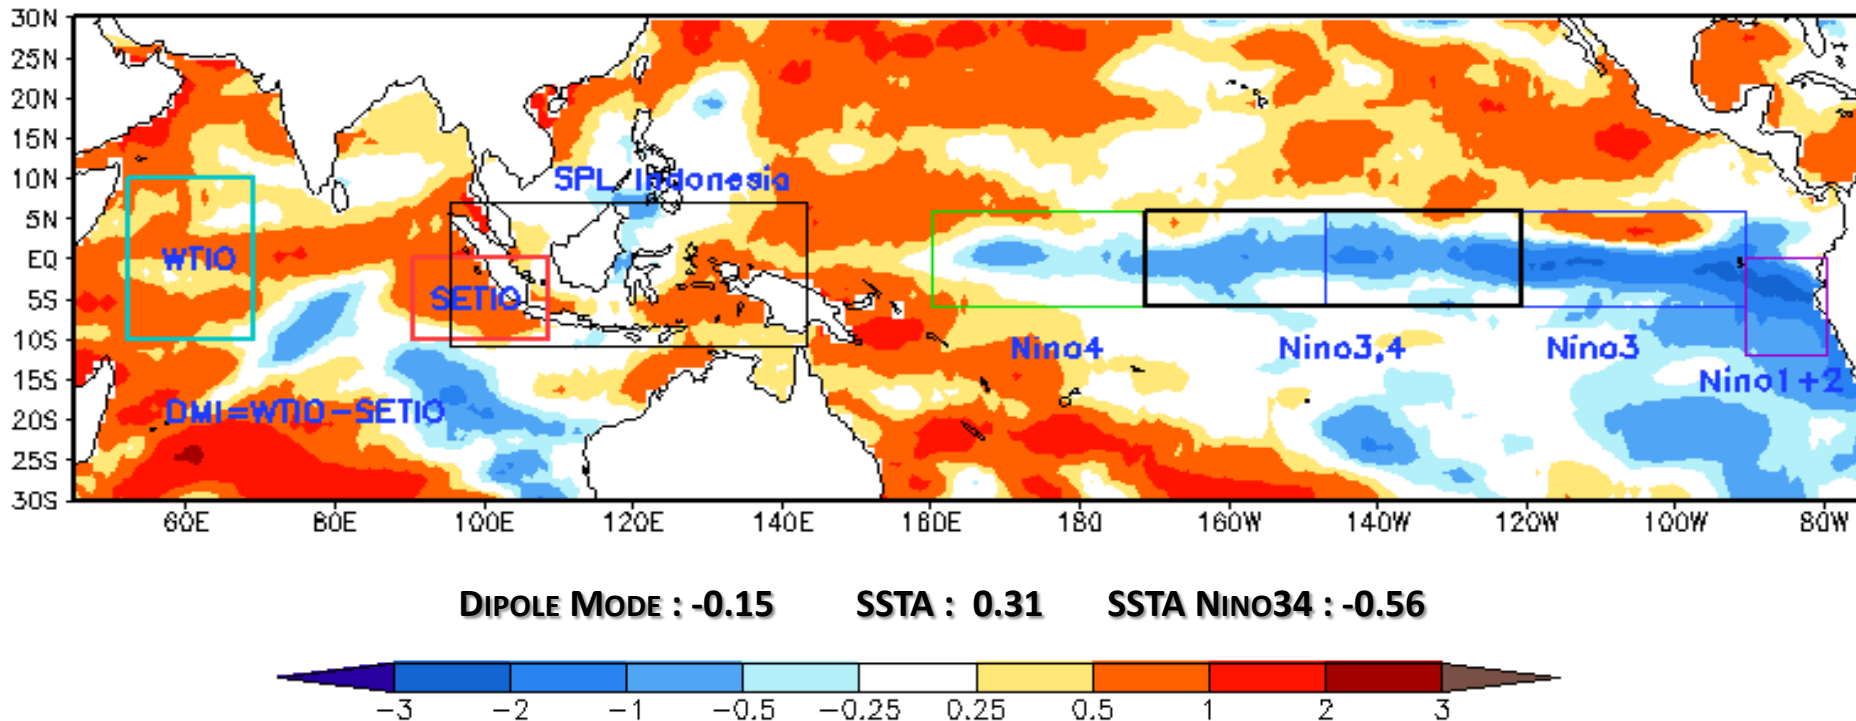 30N
25N
20N
15N
10N
5N
EQ
5S
10S
15S
20S
25S
30S
SPL Indonesia
WTIO
SETIO
Nino4
Nino3,4
Nino3
Nino1+2
DMI=WTIO-SETIO
60E 80E 100E 120E 140E 160E 180 160W 140W 120W 100W 80W
DIPOLE MODE : -0.15 SSTA : 0.31 SSTA NINO34 : -0.56
-3 -2 -1 -0.5 -0.25 0.25 0.5 1 2 3